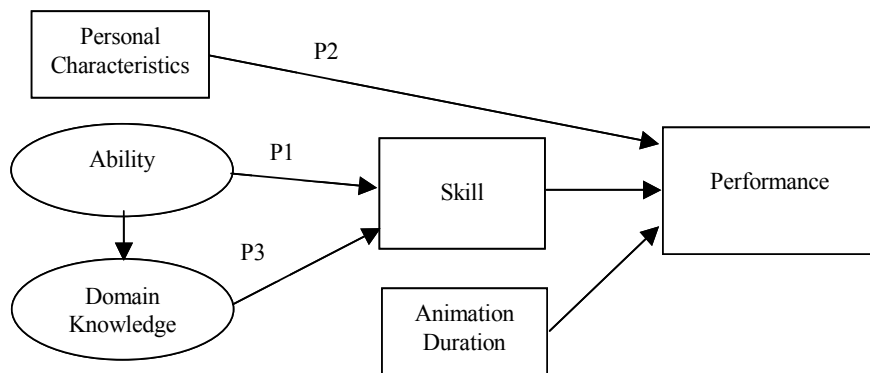 Personal
Characteristics
P2
Ability
P1
Skill
Performance
P3
Domain
Knowledge
Animation
Duration